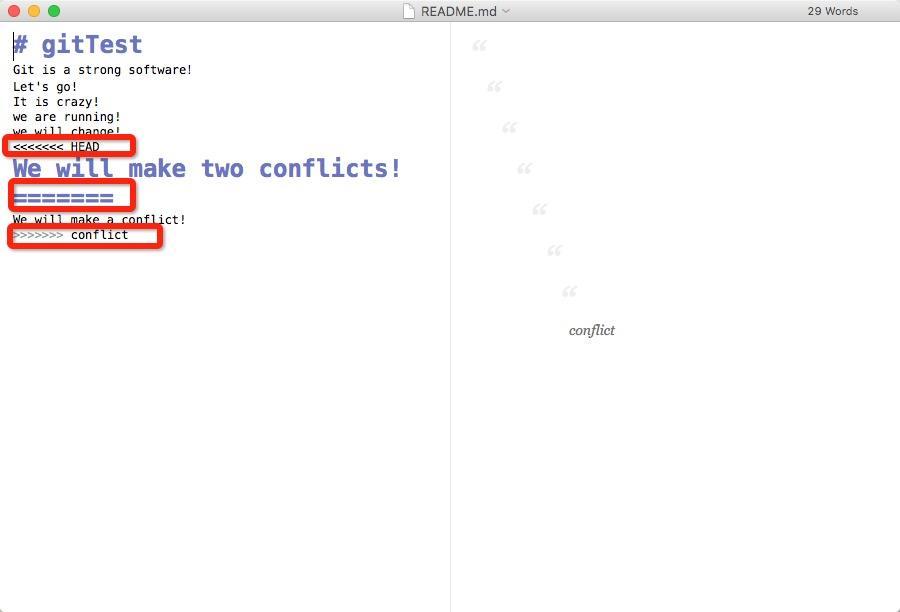 README.md
29 Words
# gitTest
Git is a strong software!
Let's go!
It is crazy!
we are running!
we will change!
<<<<<<< HEAD
We will make two conflicts!
=======
We will make a conflict!
>>>>>>> conflict
“
“
“
“
“
“
“
conflict